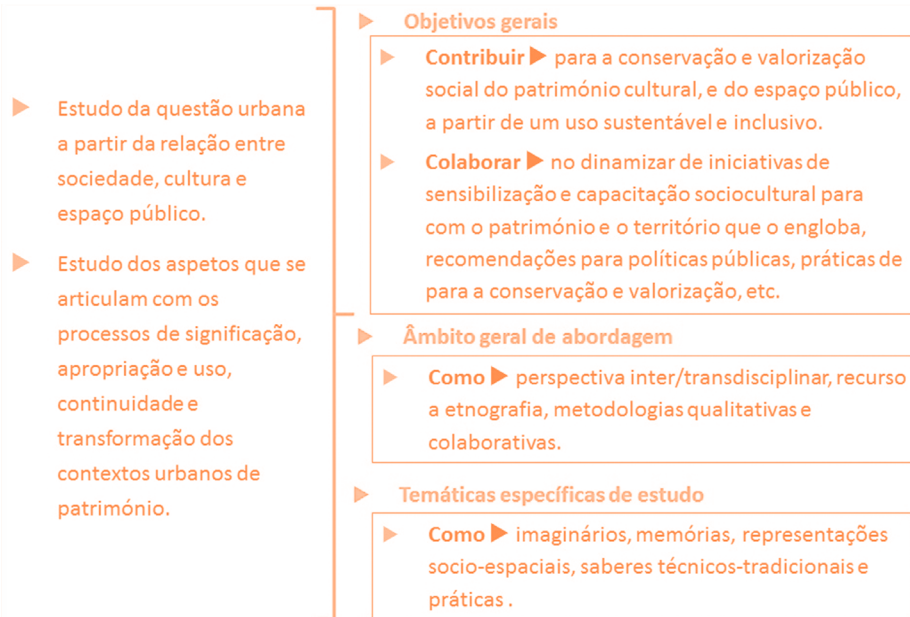 Estudo da questão urbana
a partir da relação entre
sociedade, cultura e
espaço público.
Estudo dos aspetos que se
articulam com os
processos de significação,
apropriação e uso,
continuidade e
transformação dos
contextos urbanos de
património.
Objetivos gerais
Contribuir ▶ para a conservação e valorização
social do património cultural, e do espaço público,
a partir de um uso sustentável e inclusivo.
Colaborar ▶ no dinamizar de iniciativas de
sensibilização e capacitação sociocultural para
com o património e o território que o engloba,
recomendações para políticas públicas, práticas de
para a conservação e valorização, etc.
Âmbito geral de abordagem
Como ▶ perspectiva inter/transdisciplinar, recurso
a etnografia, metodologias qualitativas e
colaborativas.
Temáticas específicas de estudo
Como ▶ imaginários, memórias, representações
socio-espaciais, saberes técnicos-tradicionais e
práticas .